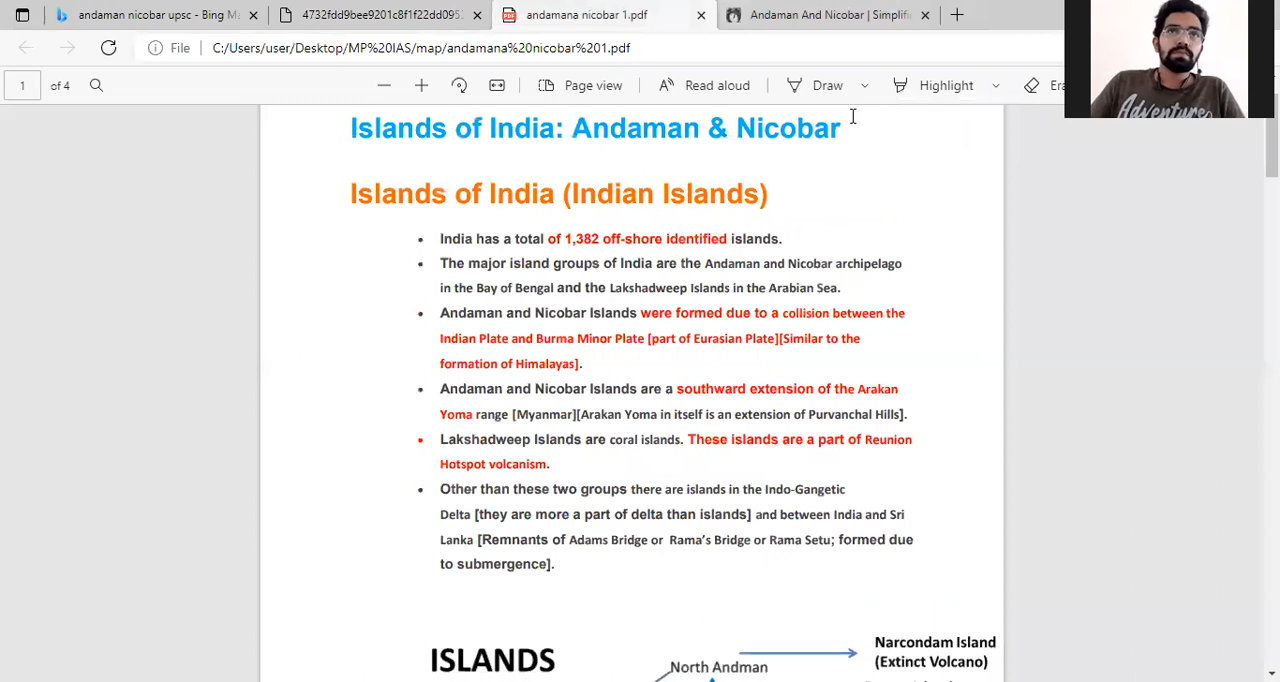 andaman nicobar upsc - Bing Ma
4732fdd9bee9201c8f1f22dd095
andamana nicobar 1.pdf
Andaman And Nicobar | Simplifi
File
C:/Users/user/Desktop/MP%20IAS/map/andamana%20nicobar%201.pdf
1 of 4
Page view
Read aloud
Draw
Highlight
Era
Adventure
Islands of India: Andaman & Nicobar
Islands of India (Indian Islands)
• India has a total of 1,382 off-shore identified islands.
• The major island groups of India are the Andaman and Nicobar archipelago
in the Bay of Bengal and the Lakshadweep Islands in the Arabian Sea.
• Andaman and Nicobar Islands were formed due to a collision between the
Indian Plate and Burma Minor Plate [part of Eurasian Plate][Similar to the
formation of Himalayas].
• Andaman and Nicobar Islands are a southward extension of the Arakan
Yoma range [Myanmar][Arakan Yoma in itself is an extension of Purvanchal Hills].
• Lakshadweep Islands are coral islands. These islands are a part of Reunion
Hotspot volcanism.
• Other than these two groups there are islands in the Indo-Gangetic
Delta [they are more a part of delta than islands] and between India and Sri
Lanka [Remnants of Adams Bridge or Rama's Bridge or Rama Setu; formed due
to submergence].
ISLANDS
North Andman
Narcondam Island
(Extinct Volcano)